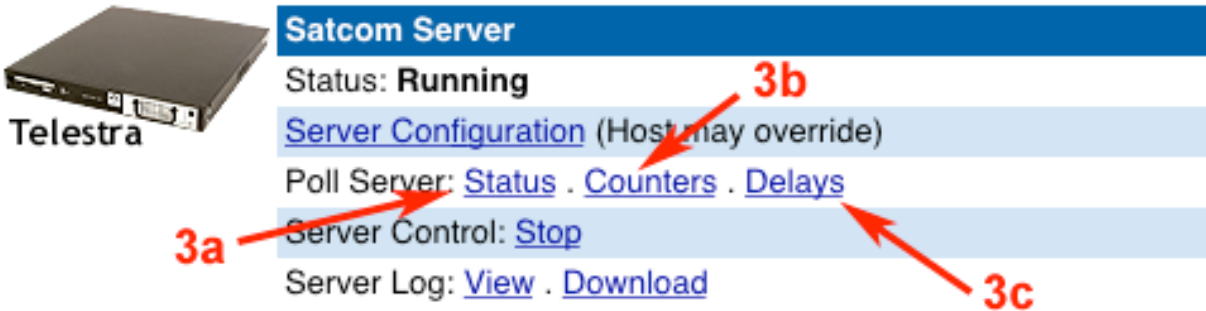 Satcom Server
Status: Running
3b
Telestra
Server Configuration (Host may override)
Poll Server: Status . Counters . Delays
3a
Server Control: Stop
Server Log: View . Download
3c